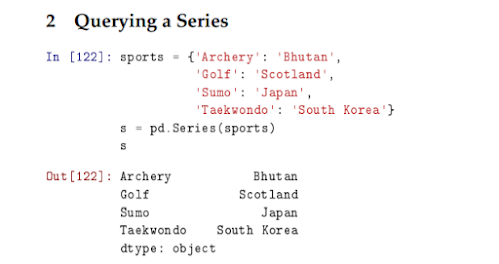 2 Querying a Series
In [122]: sports = {'Archery': 'Bhutan',
'Golf': 'Scotland',
'Sumo': 'Japan',
'Taekwondo': 'South Korea'}
s = pd.Series(sports)
s
Out[122]: Archery Bhutan
Golf Scotland
Sumo Japan
Taekwondo South Korea
dtype: object